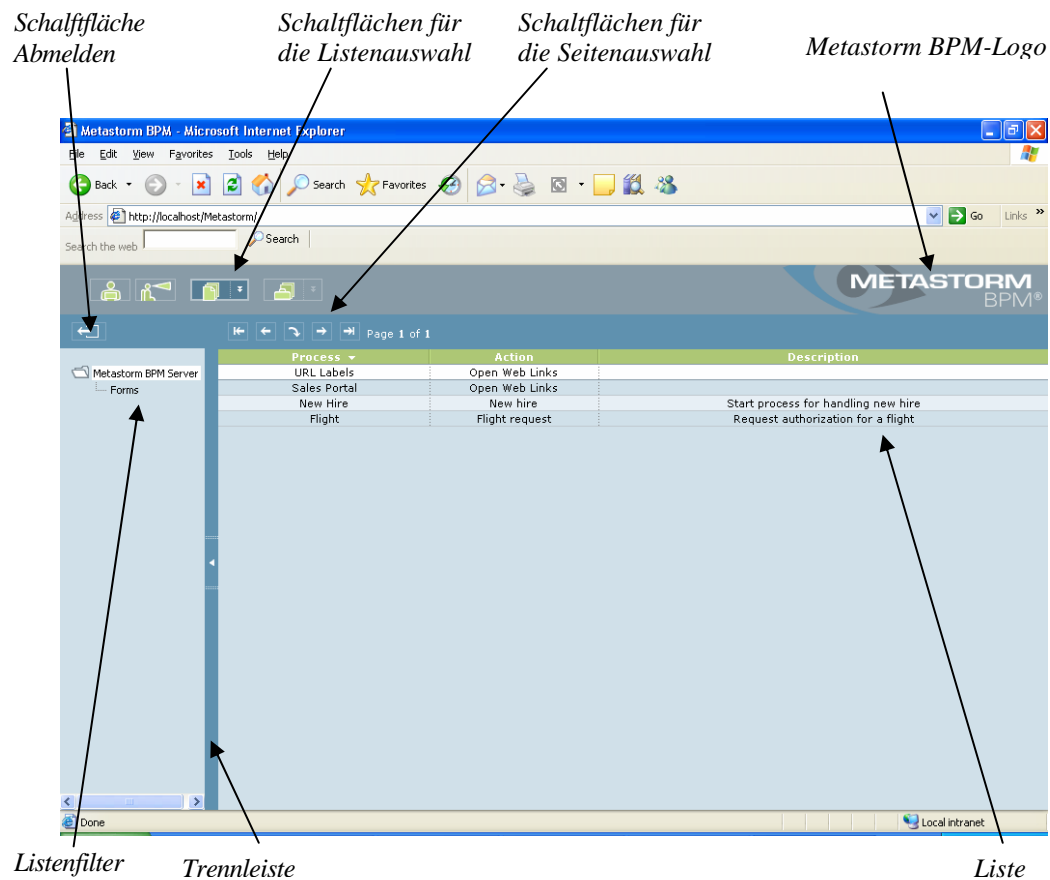 Schalftfläche
Abmelden
Schaltflächen für
die Listenauswahl
Schaltflächen für
die Seitenauswahl
Metastorm BPM-Logo
Metastorm BPM - Microsoft Internet Explorer
File Edit View Favorites Tools Help
Back Search Favorites
Address http://localhost/Metastorm/ Go Links »
Search the web Search
METASTORM
BPM®
Page 1 of 1
Process Action Description
Metastorm BPM Server
Forms
URL Labels Open Web Links
Sales Portal Open Web Links
New Hire New hire Start process for handling new hire
Flight Flight request Request authorization for a flight
Done Local intranet
Listenfilter
Trennleiste
Liste